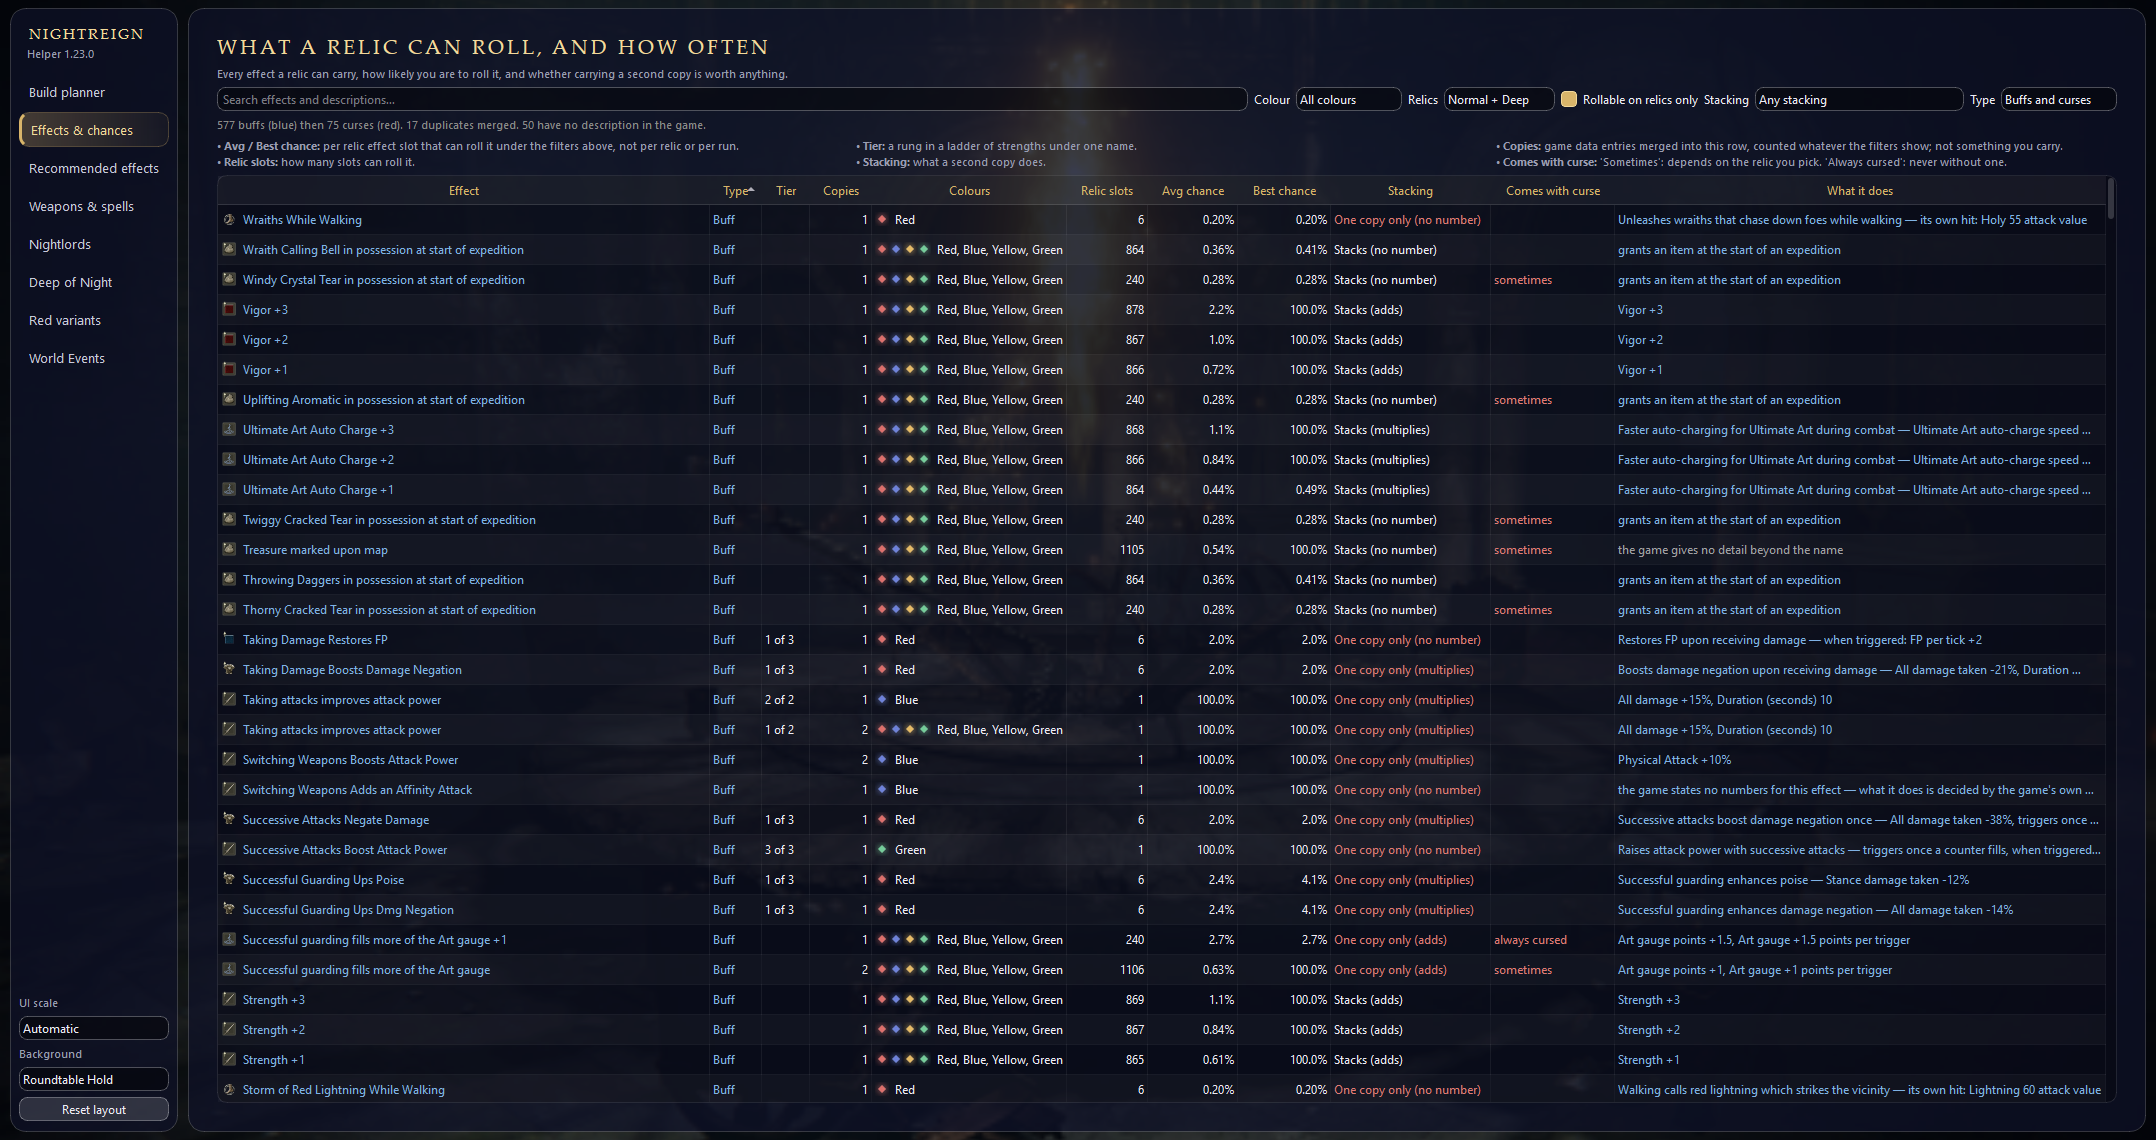 NIGHTREIGN
Helper 1.23.0
Build planner
Effects & chances
Recommended effects
Weapons & spells
Nightlords
Deep of Night
Red variants
World Events
UI scale
Automatic
Background
Roundtable Hold
Reset layout
WHAT A RELIC CAN ROLL, AND HOW OFTEN
Every effect a relic can carry, how likely you are to roll it, and whether carrying a second copy is worth anything.
Search effects and descriptions... Colour All colours Relics Normal + Deep Rollable on relics only Stacking Any stacking Type Buffs and curses
577 buffs (blue) then 75 curses (red). 17 duplicates merged. 50 have no description in the game.
• Avg / Best chance: per relic effect slot that can roll it under the filters above, not per relic or per run. • Tier: a rung in a ladder of strengths under one name. • Copies: game data entries merged into this row, counted whatever the filters show; not something you carry.
• Relic slots: how many slots can roll it. • Stacking: what a second copy does. • Comes with curse: 'Sometimes': depends on the relic you pick. 'Always cursed': never without one.
Effect Type Tier Copies Colours Relic slots Avg chance Best chance Stacking Comes with curse What it does
Wraiths While Walking Buff 1 Red 6 0.20% 0.20% One copy only (no number) Unleashes wraiths that chase down foes while walking — its own hit: Holy 55 attack value
Wraith Calling Bell in possession at start of expedition Buff 1 Red, Blue, Yellow, Green 864 0.36% 0.41% Stacks (no number) grants an item at the start of an expedition
Windy Crystal Tear in possession at start of expedition Buff 1 Red, Blue, Yellow, Green 240 0.28% 0.28% Stacks (no number) sometimes grants an item at the start of an expedition
Vigor +3 Buff 1 Red, Blue, Yellow, Green 878 2.2% 100.0% Stacks (adds) Vigor +3
Vigor +2 Buff 1 Red, Blue, Yellow, Green 867 1.0% 100.0% Stacks (adds) Vigor +2
Vigor +1 Buff 1 Red, Blue, Yellow, Green 866 0.72% 100.0% Stacks (adds) Vigor +1
Uplifting Aromatic in possession at start of expedition Buff 1 Red, Blue, Yellow, Green 240 0.28% 0.28% Stacks (no number) sometimes grants an item at the start of an expedition
Ultimate Art Auto Charge +3 Buff 1 Red, Blue, Yellow, Green 868 1.1% 100.0% Stacks (multiplies) Faster auto-charging for Ultimate Art during combat — Ultimate Art auto-charge speed ...
Ultimate Art Auto Charge +2 Buff 1 Red, Blue, Yellow, Green 866 0.84% 100.0% Stacks (multiplies) Faster auto-charging for Ultimate Art during combat — Ultimate Art auto-charge speed ...
Ultimate Art Auto Charge +1 Buff 1 Red, Blue, Yellow, Green 864 0.44% 0.49% Stacks (multiplies) Faster auto-charging for Ultimate Art during combat — Ultimate Art auto-charge speed ...
Twiggy Cracked Tear in possession at start of expedition Buff 1 Red, Blue, Yellow, Green 240 0.28% 0.28% Stacks (no number) sometimes grants an item at the start of an expedition
Treasure marked upon map Buff 1 Red, Blue, Yellow, Green 1105 0.54% 100.0% Stacks (no number) sometimes the game gives no detail beyond the name
Throwing Daggers in possession at start of expedition Buff 1 Red, Blue, Yellow, Green 864 0.36% 0.41% Stacks (no number) grants an item at the start of an expedition
Thorny Cracked Tear in possession at start of expedition Buff 1 Red, Blue, Yellow, Green 240 0.28% 0.28% Stacks (no number) sometimes grants an item at the start of an expedition
Taking Damage Restores FP Buff 1 of 3 1 Red 6 2.0% 2.0% One copy only (no number) Restores FP upon receiving damage — when triggered: FP per tick +2
Taking Damage Boosts Damage Negation Buff 1 of 3 1 Red 6 2.0% 2.0% One copy only (multiplies) Boosts damage negation upon receiving damage — All damage taken -21%, Duration ...
Taking attacks improves attack power Buff 2 of 2 1 Blue 1 100.0% 100.0% One copy only (multiplies) All damage +15%, Duration (seconds) 10
Taking attacks improves attack power Buff 1 of 2 2 Red, Blue, Yellow, Green 1 100.0% 100.0% One copy only (multiplies) All damage +15%, Duration (seconds) 10
Switching Weapons Boosts Attack Power Buff 2 Blue 1 100.0% 100.0% One copy only (multiplies) Physical Attack +10%
Switching Weapons Adds an Affinity Attack Buff 1 Blue 1 100.0% 100.0% One copy only (no number) the game states no numbers for this effect — what it does is decided by the game's own ...
Successive Attacks Negate Damage Buff 1 of 3 1 Red 6 2.0% 2.0% One copy only (multiplies) Successive attacks boost damage negation once — All damage taken -38%, triggers once ...
Successive Attacks Boost Attack Power Buff 3 of 3 1 Green 1 100.0% 100.0% One copy only (no number) Raises attack power with successive attacks — triggers once a counter fills, when triggered...
Successful Guarding Ups Poise Buff 1 of 3 1 Red 6 2.4% 4.1% One copy only (multiplies) Successful guarding enhances poise — Stance damage taken -12%
Successful Guarding Ups Dmg Negation Buff 1 of 3 1 Red 6 2.4% 4.1% One copy only (multiplies) Successful guarding enhances damage negation — All damage taken -14%
Successful guarding fills more of the Art gauge +1 Buff 1 Red, Blue, Yellow, Green 240 2.7% 2.7% One copy only (adds) always cursed Art gauge points +1.5, Art gauge +1.5 points per trigger
Successful guarding fills more of the Art gauge Buff 2 Red, Blue, Yellow, Green 1106 0.63% 100.0% One copy only (adds) sometimes Art gauge points +1, Art gauge +1 points per trigger
Strength +3 Buff 1 Red, Blue, Yellow, Green 869 1.1% 100.0% Stacks (adds) Strength +3
Strength +2 Buff 1 Red, Blue, Yellow, Green 867 0.84% 100.0% Stacks (adds) Strength +2
Strength +1 Buff 1 Red, Blue, Yellow, Green 865 0.61% 100.0% Stacks (adds) Strength +1
Storm of Red Lightning While Walking Buff 1 Red 6 0.20% 0.20% One copy only (no number) Walking calls red lightning which strikes the vicinity — its own hit: Lightning 60 attack value